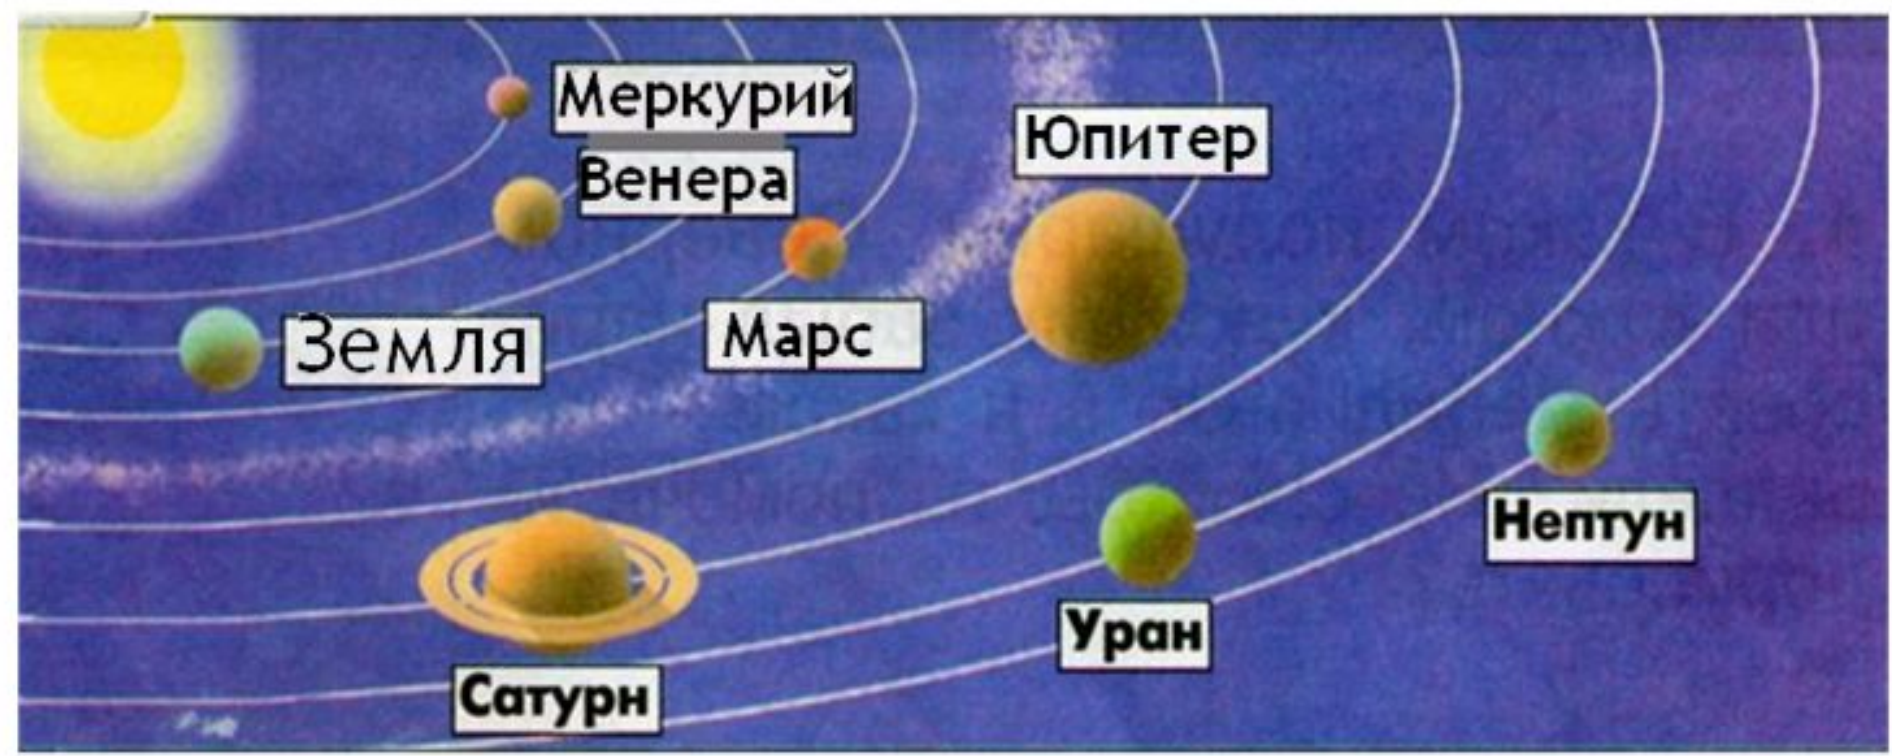 Меркурий
Венера
Юпитер
Земля
Марс
Нептун
Уран
Сатурн